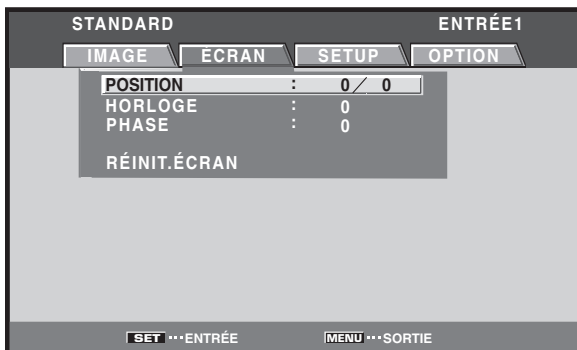 STANDARD ENTRÉE1
IMAGE ÉCRAN SETUP OPTION
POSITION : 0/ 0
HORLOGE : 0
PHASE : 0
RÉINIT.ÉCRAN
SET ···ENTRÉE MENU ···SORTIE